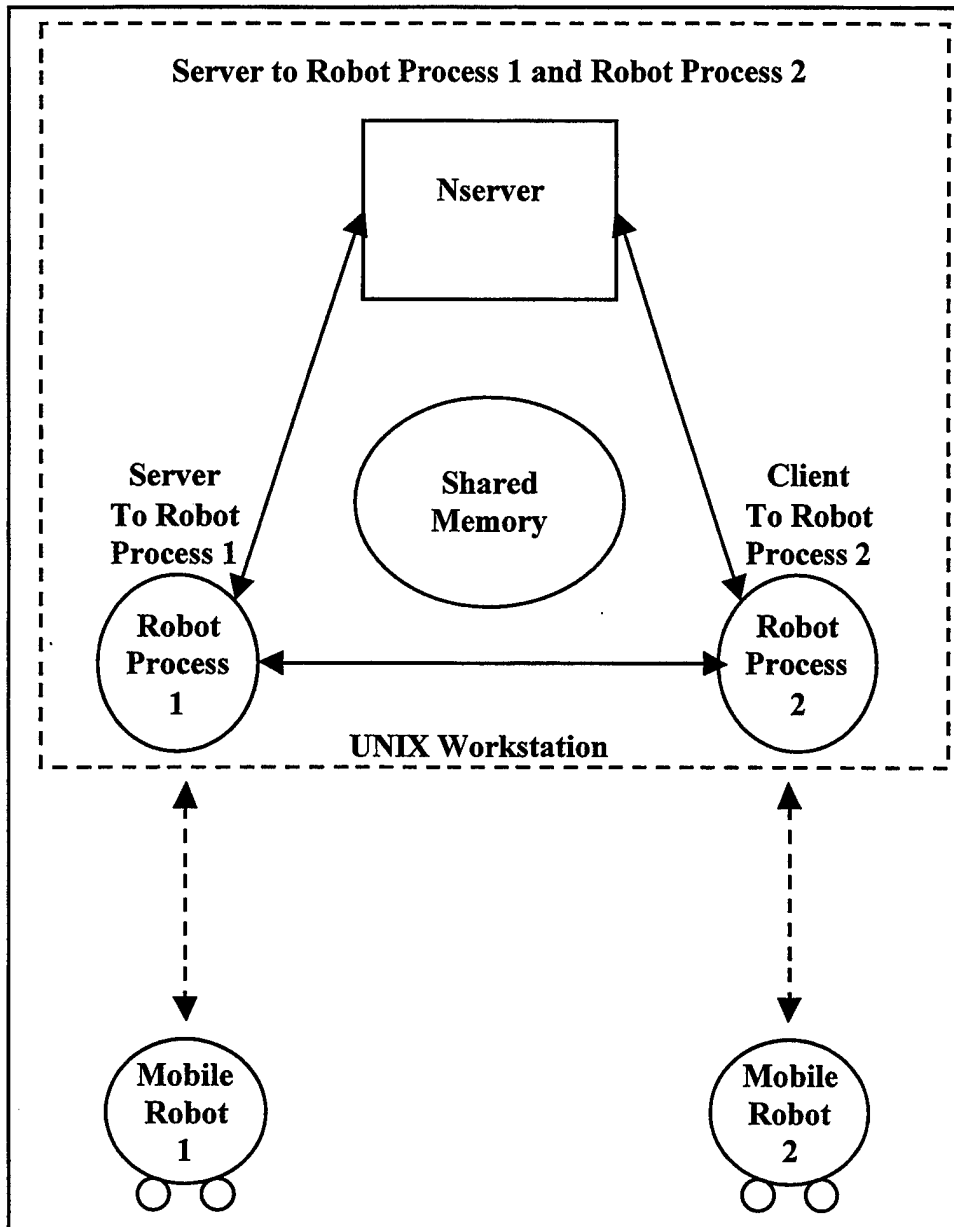 Server to Robot Process 1 and Robot Process 2
Nserver
Shared
Memory
Server
To Robot
Process 1
Client
To Robot
Process 2
Robot
Process
1
Robot
Process
2
UNIX Workstation
Mobile
Robot
1
Mobile
Robot
2